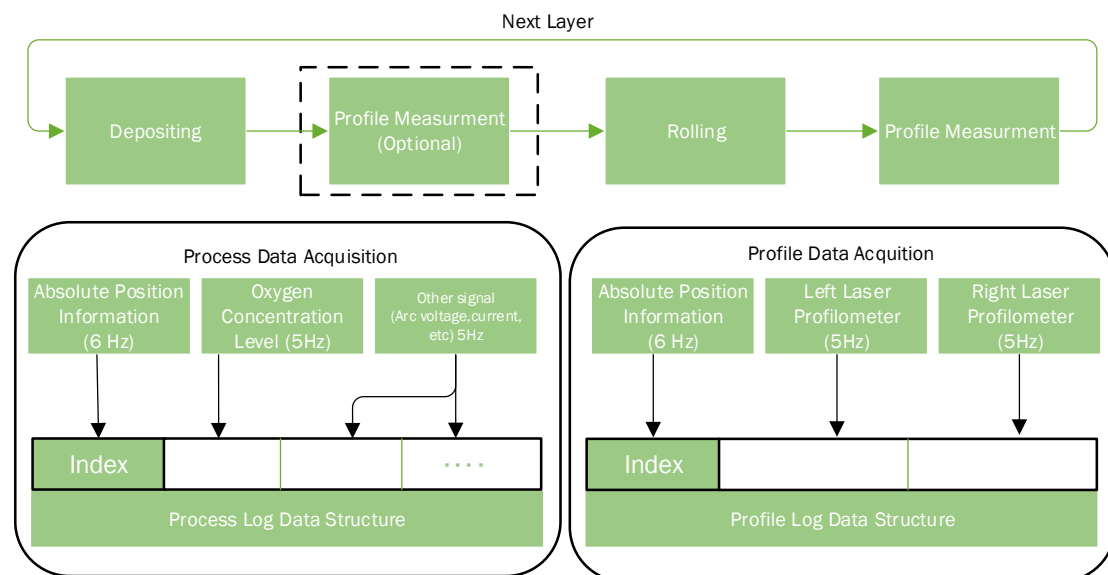 Next Layer
Depositing
Profile Measurment
(Optional)
Rolling
Profile Measurment
Process Data Acquisition
Absolute Position
Information
(6 Hz)
Oxygen
Concentration
Level (5Hz)
Other signal
(Arc voltage,current,
etc) 5Hz
Index
....
Process Log Data Structure
Profile Data Acquition
Absolute Position
Information
(6 Hz)
Left Laser
Profilometer
(5Hz)
Right Laser
Profilometer
(5Hz)
Index
Profile Log Data Structure